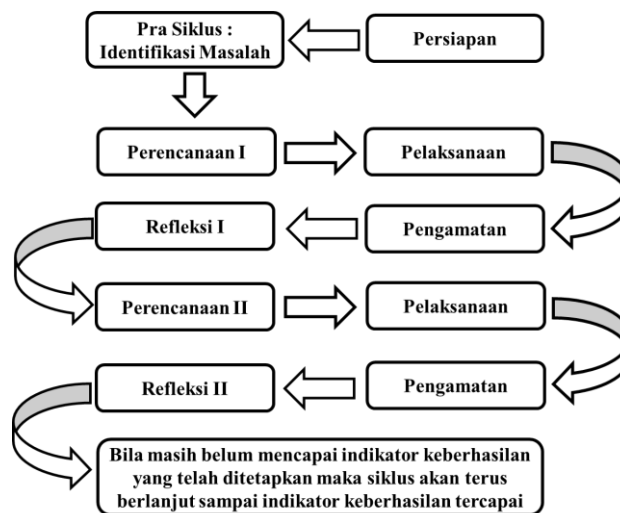 Pra Siklus :
Identifikasi Masalah
Persiapan
Perencanaan I
Pelaksanaan
Refleksi I
Pengamatan
Perencanaan II
Pelaksanaan
Refleksi II
Pengamatan
Bila masih belum mencapai indikator keberhasilan
yang telah ditetapkan maka siklus akan terus
berlanjut sampai indikator keberhasilan tercapai